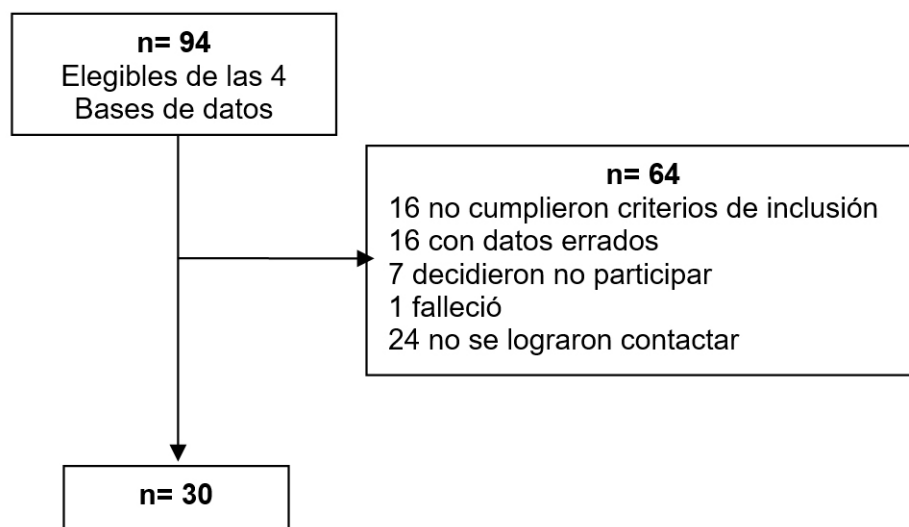 n= 94
Elegibles de las 4
Bases de datos
n= 64
16 no cumplieron criterios de inclusión
16 con datos errados
7 decidieron no participar
1 falleció
24 no se lograron contactar
n= 30